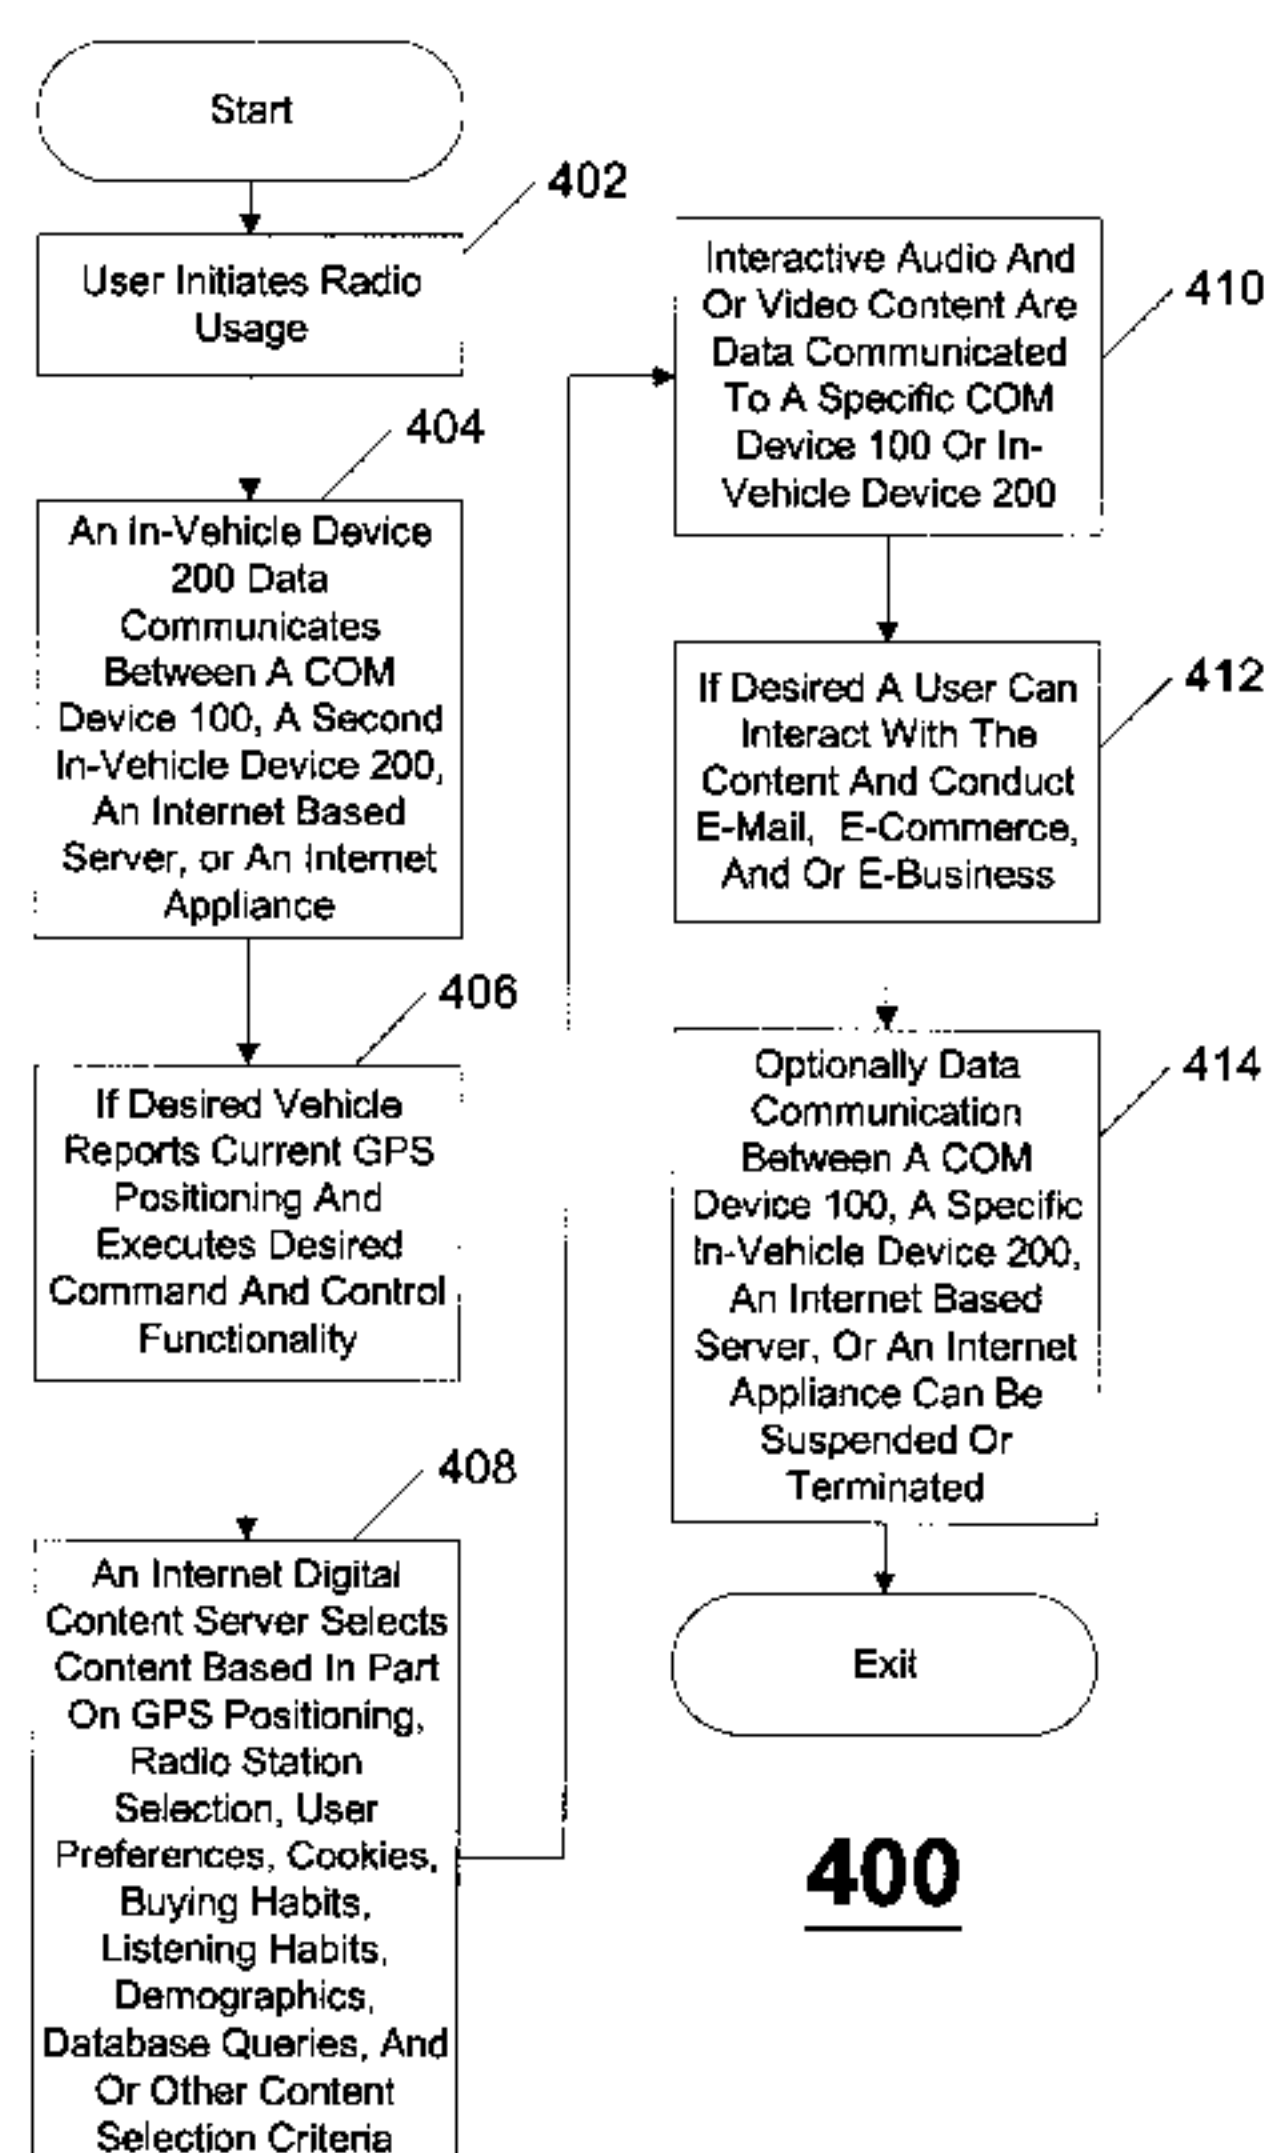 Start
402
User Initiates Radio
Usage
404
An In-Vehicle Device
200 Data
Communicates
Between A COM
Device 100, A Second
In-Vehicle Device 200,
An Internet Based
Server, or An Internet
Appliance
406
If Desired Vehicle
Reports Current GPS
Positioning And
Executes Desired
Command And Control
Functionality
408
An Internet Digital
Content Server Selects
Content Based In Part
On GPS Positioning,
Radio Station
Selection, User
Preferences, Cookies,
Buying Habits,
Listening Habits,
Demographics,
Database Queries, And
Or Other Content
Selection Criteria
Interactive Audio And
Or Video Content Are
Data Communicated
To A Specific COM
Device 100 Or In-
Vehicle Device 200
410
If Desired A User Can
Interact With The
Content And Conduct
E-Mail, E-Commerce,
And Or E-Business
412
Optionally Data
Communication
Between A COM
Device 100, A Specific
In-Vehicle Device 200,
An Internet Based
Server, Or An Internet
Appliance Can Be
Suspended Or
Terminated
414
Exit
400